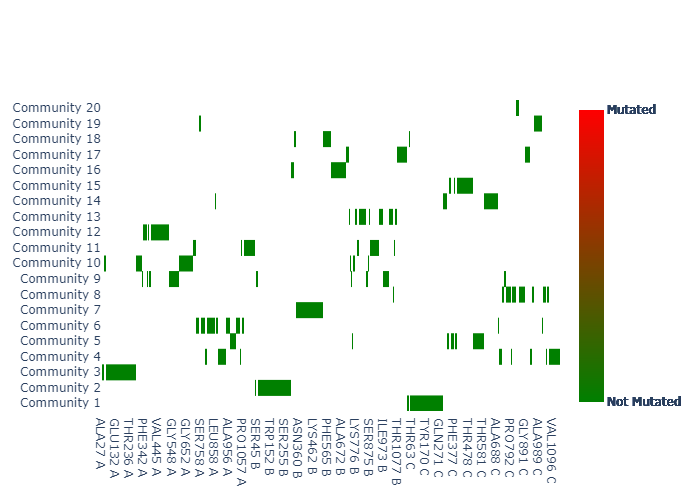 Community 20
Community 19
Community 18
Community 17
Community 16
Community 15
Community 14
Community 13
Community 12
Community 11
Community 10
Community 9
Community 8
Community 7
Community 6
Community 5
Community 4
Community 3
Community 2
Community 1
ALA27 A
GLU132 A
THR236 A
PHE342 A
VAL445 A
GLY548 A
GLY652 A
SER758 A
LEU858 A
ALA956 A
PRO1057 A
SER45 B
TRP152 B
SER255 B
ASN360 B
LYS462 B
PHE565 B
ALA672 B
LYS776 B
SER875 B
ILE973 B
THR1077 B
THR63 C
TYR170 C
GLN271 C
PHE377 C
THR478 C
THR581 C
ALA688 C
PRO792 C
GLY891 C
ALA989 C
VAL1096 C
Mutated
Not Mutated